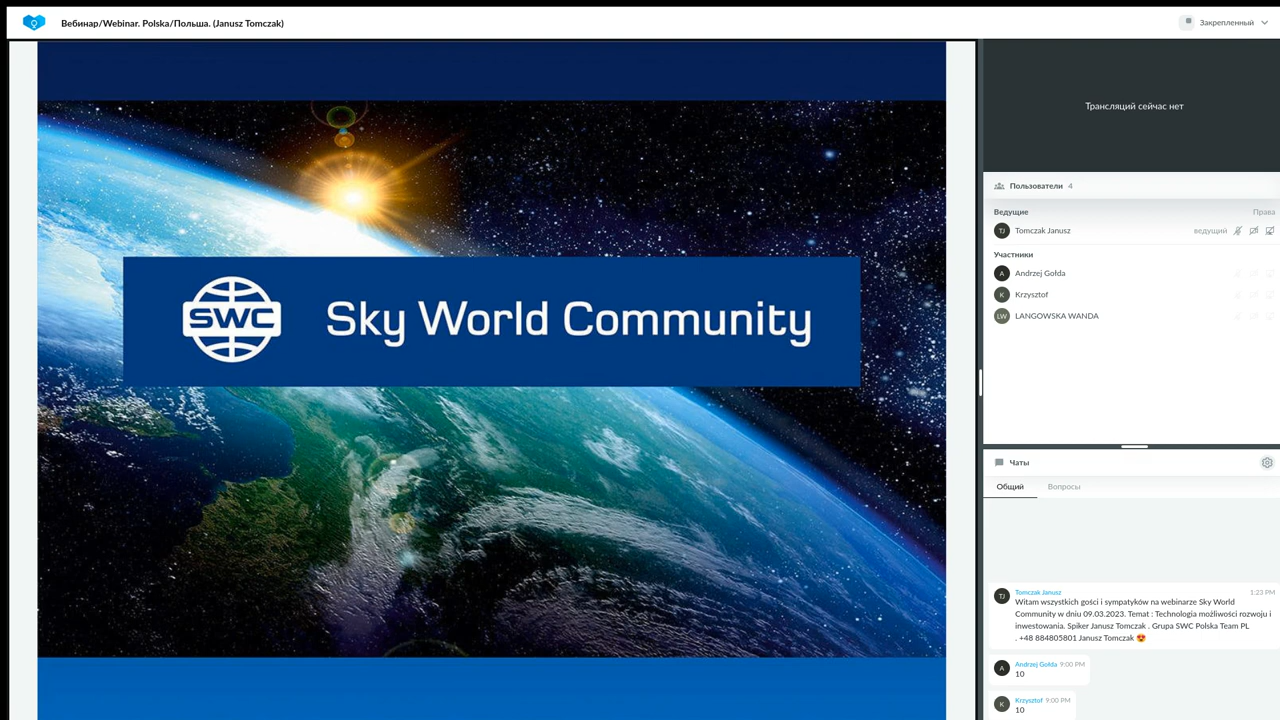 Вебинар/Webinar. Polska/Польша. (Janusz Tomczak)
Закрепленный
Трансляций сейчас нет
SWC
Sky World Community
Пользователи 4
Ведущие Права
TJ Tomczak Janusz ведущий
Участники
A Andrzej Gołda
K Krzysztof
LW LANGOWSKA WANDA
Чаты
Общий Вопросы
TJ Tomczak Janusz 1:23 PM
Witam wszystkich gości i sympatyków na webinarze Sky World
Community w dniu 09.03.2023. Temat : Technologia możliwości rozwoju i
inwestowania. Spiker Janusz Tomczak . Grupa SWC Polska Team PL
. +48 884805801 Janusz Tomczak 😍
A Andrzej Gołda 9:00 PM
10
K Krzysztof 9:00 PM
10